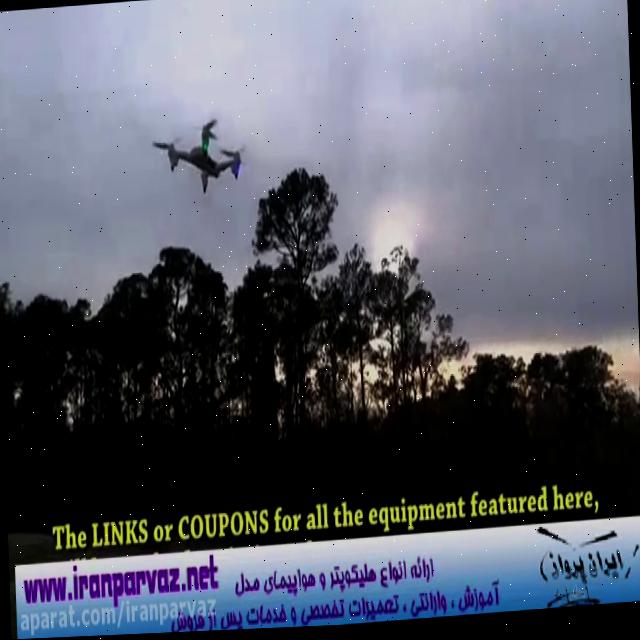 The LINKS or COUPONS for all the equipment featured here,
www.iranparvaz.net
ارائه انواع هلیکوپتر و هواپیمای مدل
آموزش ، وارانتی ، تعمیرات تخصصی و خدمات پس از فروش
ایران پرواز
aparat.com/iranparvaz